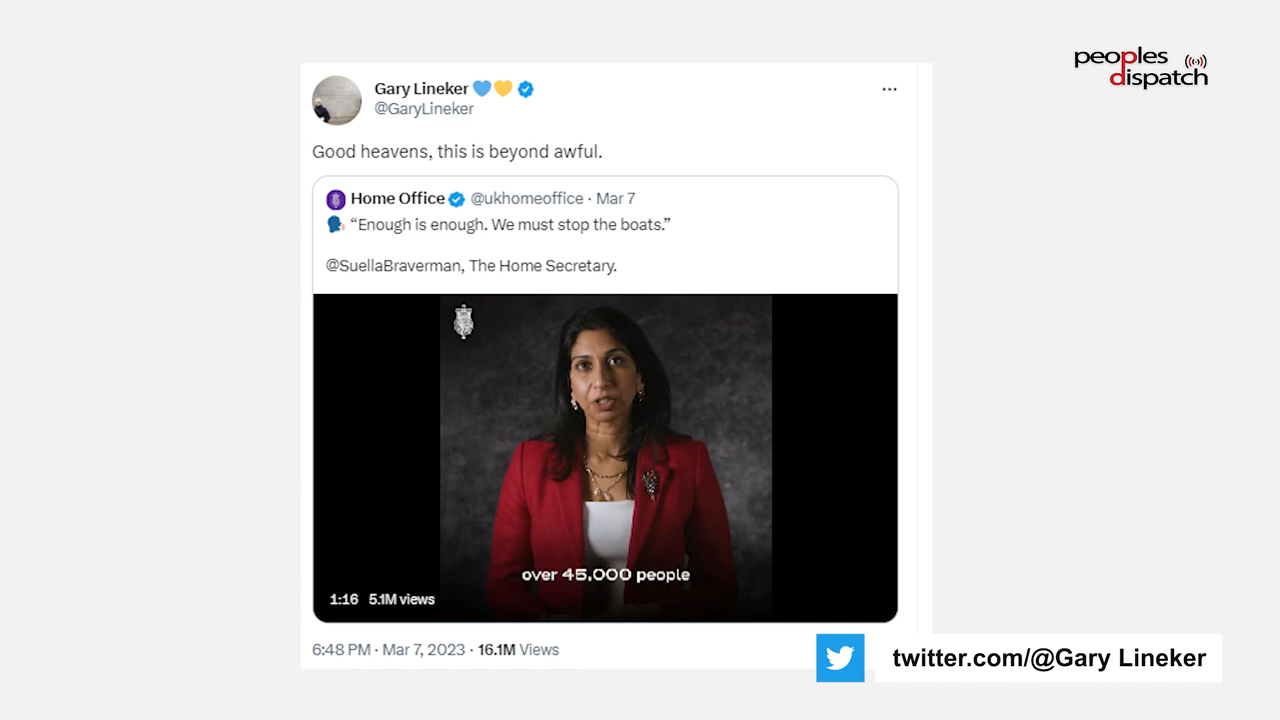 peoples
dispatch
Gary Lineker 💙💛
@GaryLineker
Good heavens, this is beyond awful.
Home Office @ukhomeoffice · Mar 7
🗣️ “Enough is enough. We must stop the boats.”
@SuellaBraverman, The Home Secretary.
over 45,000 people
1:16 5.1M views
6:48 PM · Mar 7, 2023 · 16.1M Views
twitter.com/@Gary Lineker